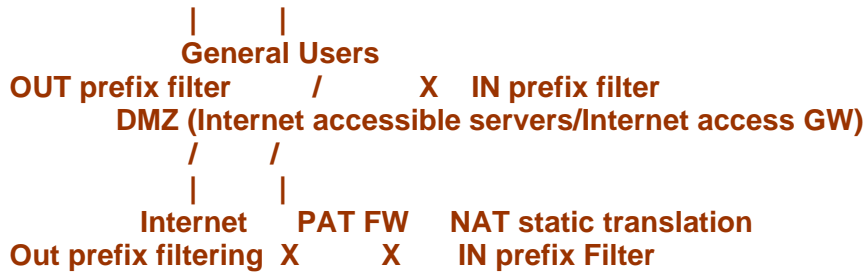 | |
General Users
OUT prefix filter / X IN prefix filter
DMZ (Internet accessible servers/Internet access GW)
/ /
| |
Internet PAT FW NAT static translation
Out prefix filtering X X IN prefix Filter